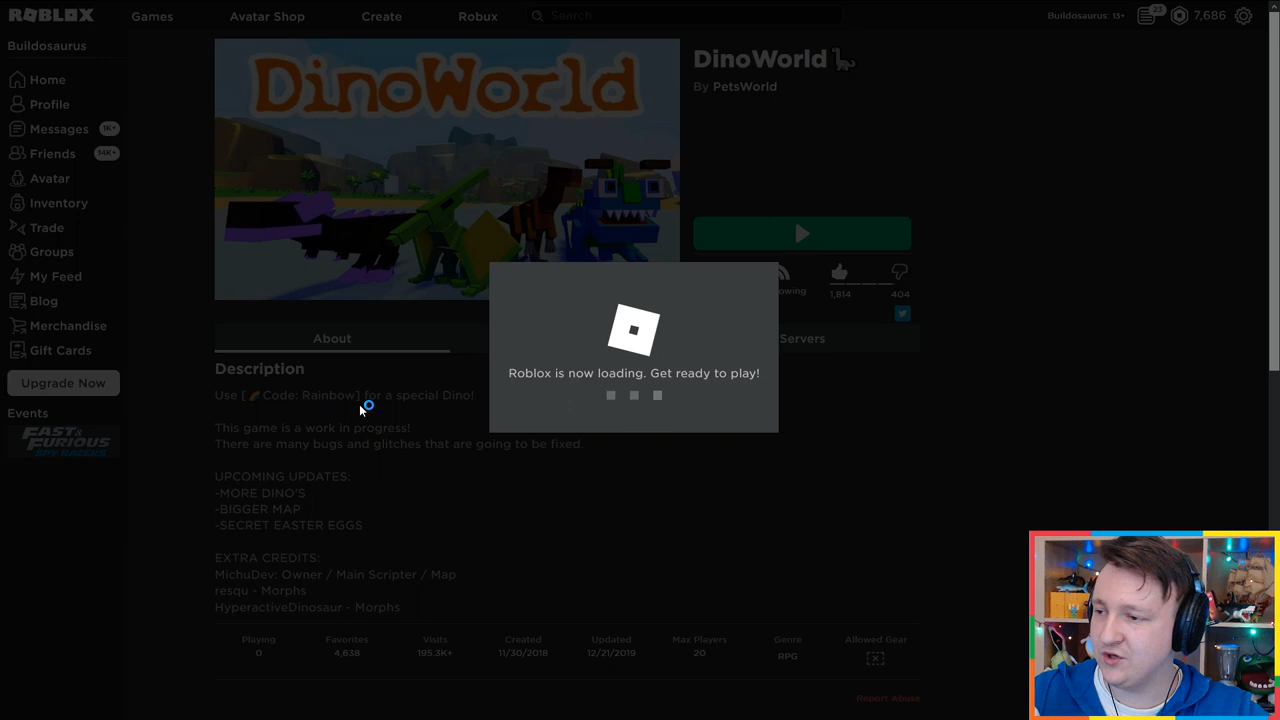 ROBLOX
Games
Avatar Shop
Create
Robux
Search
Buildosaurus: 13+
23
7,686
Buildosaurus
Home
Profile
Messages 1K+
Friends 14K+
Avatar
Inventory
Trade
Groups
My Feed
Blog
Merchandise
Gift Cards
Upgrade Now
Events
FAST &
FURIOUS
SPY RACERS
DinoWorld
DinoWorld
By PetsWorld
owing
1,814
404
Roblox is now loading. Get ready to play!
About
Servers
Description
Use [🌈Code: Rainbow] for a special Dino!
This game is a work in progress!
There are many bugs and glitches that are going to be fixed.
UPCOMING UPDATES:
-MORE DINO'S
-BIGGER MAP
-SECRET EASTER EGGS
EXTRA CREDITS:
MichuDev: Owner / Main Scripter / Map
resqu - Morphs
HyperactiveDinosaur - Morphs
Playing Favorites Visits Created Updated Max Players Genre Allowed Gear
0 4,638 195.3K+ 11/30/2018 12/21/2019 20 RPG
Report Abuse